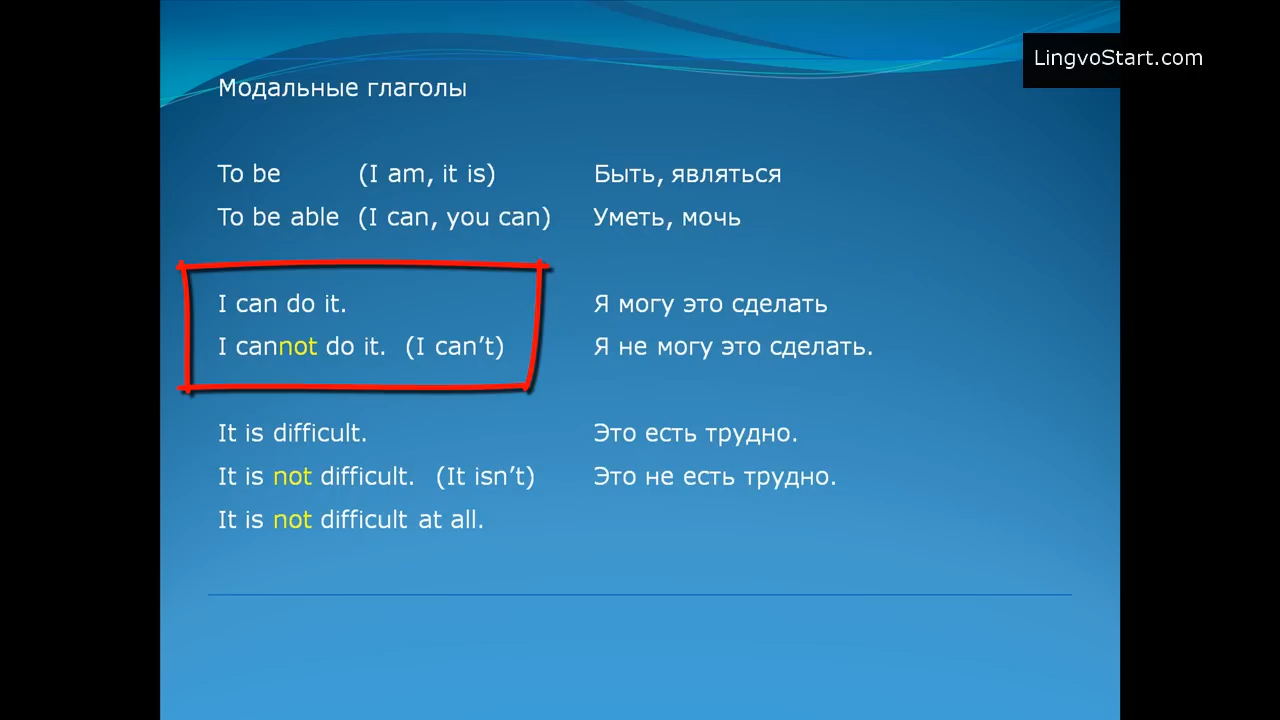 LingvoStart.com
Модальные глаголы
To be (I am, it is) Быть, являться
To be able (I can, you can) Уметь, мочь
I can do it. Я могу это сделать
I cannot do it. (I can’t) Я не могу это сделать.
It is difficult. Это есть трудно.
It is not difficult. (It isn’t) Это не есть трудно.
It is not difficult at all.